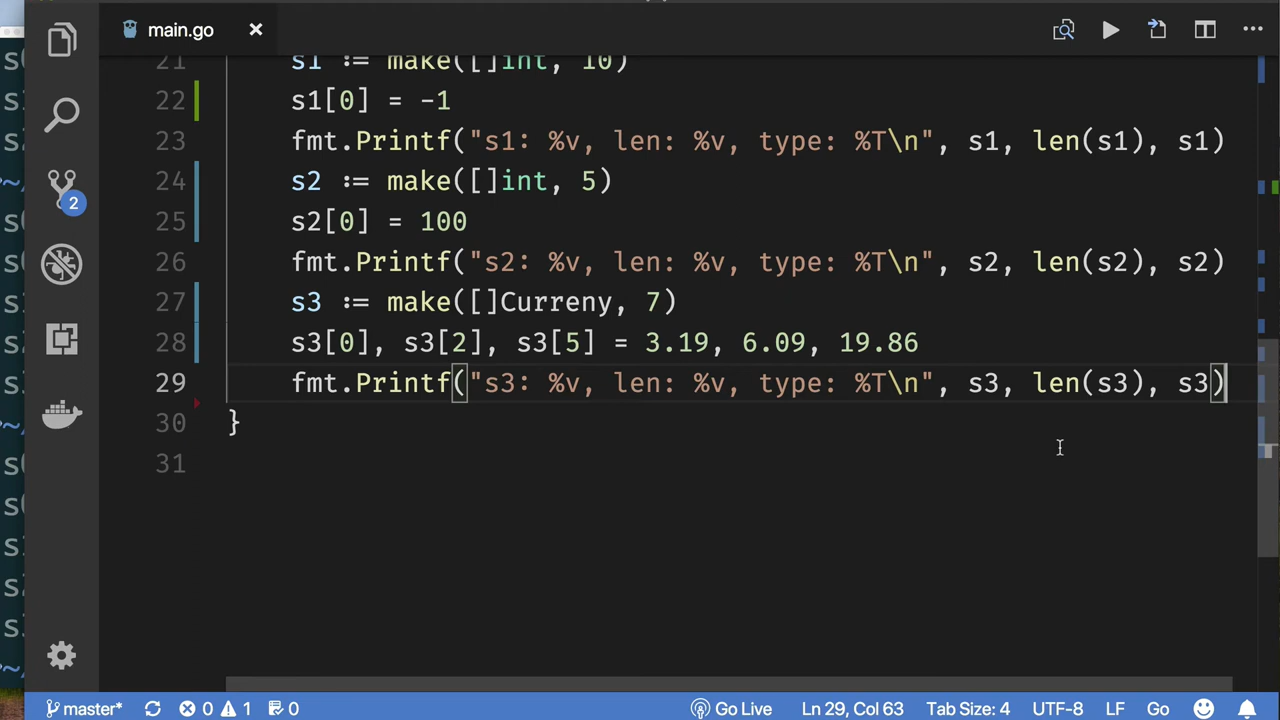 main.go
21 s1 := make([]int, 10)
22 s1[0] = -1
23 fmt.Printf("s1: %v, len: %v, type: %T\n", s1, len(s1), s1)
24 s2 := make([]int, 5)
25 s2[0] = 100
26 fmt.Printf("s2: %v, len: %v, type: %T\n", s2, len(s2), s2)
27 s3 := make([]Curreny, 7)
28 s3[0], s3[2], s3[5] = 3.19, 6.09, 19.86
29 fmt.Printf("s3: %v, len: %v, type: %T\n", s3, len(s3), s3)
30 }
31
2
master* 0 1 0 Go Live Ln 29, Col 63 Tab Size: 4 UTF-8 LF Go